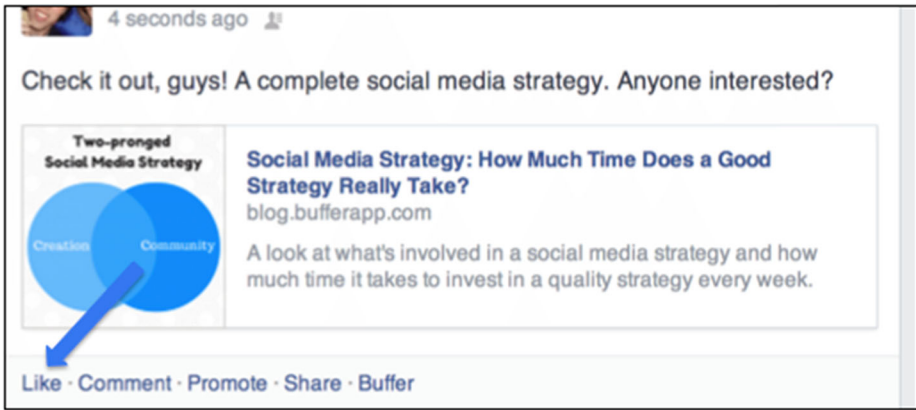 4 seconds ago
Check it out, guys! A complete social media strategy. Anyone interested?
Two-pronged
Social Media Strategy
Creation
Community
Social Media Strategy: How Much Time Does a Good
Strategy Really Take?
blog.bufferapp.com
A look at what's involved in a social media strategy and how
much time it takes to invest in a quality strategy every week.
Like · Comment · Promote · Share · Buffer